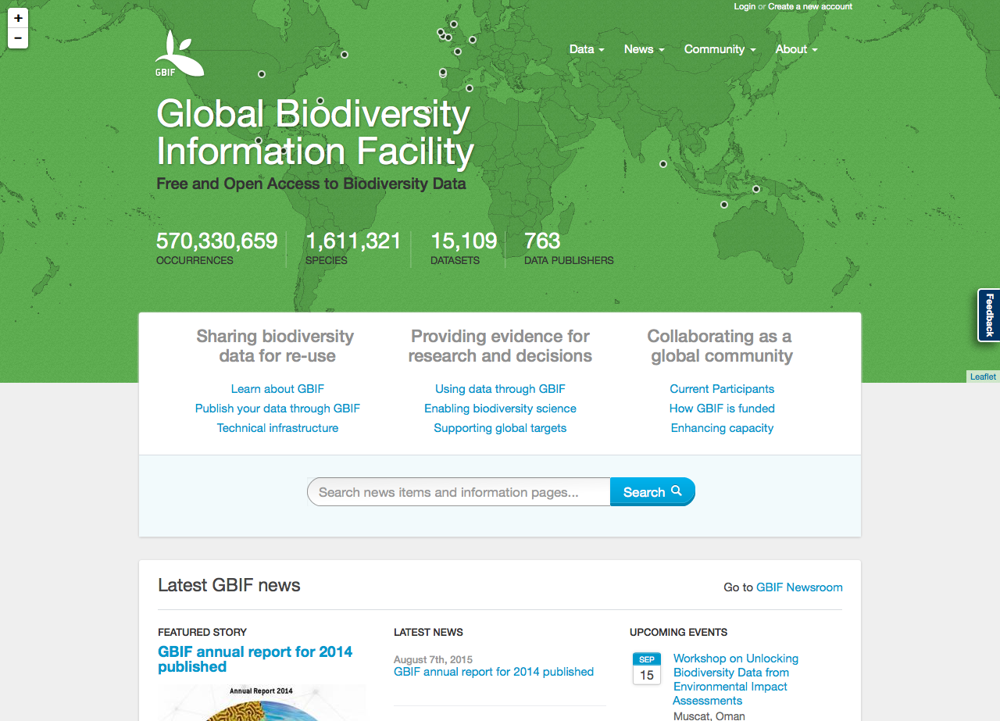 +
−
Login or Create a new account
GBIF
Data
News
Community
About
Global Biodiversity
Information Facility
Free and Open Access to Biodiversity Data
570,330,659
OCCURRENCES
1,611,321
SPECIES
15,109
DATASETS
763
DATA PUBLISHERS
Feedback
Leaflet
Sharing biodiversity
data for re-use
Learn about GBIF
Publish your data through GBIF
Technical infrastructure
Providing evidence for
research and decisions
Using data through GBIF
Enabling biodiversity science
Supporting global targets
Collaborating as a
global community
Current Participants
How GBIF is funded
Enhancing capacity
Search news items and information pages...
Search
Latest GBIF news
Go to GBIF Newsroom
FEATURED STORY
GBIF annual report for 2014
published
Annual Report 2014
LATEST NEWS
August 7th, 2015
GBIF annual report for 2014 published
UPCOMING EVENTS
SEP
15
Workshop on Unlocking
Biodiversity Data from
Environmental Impact
Assessments
Muscat, Oman